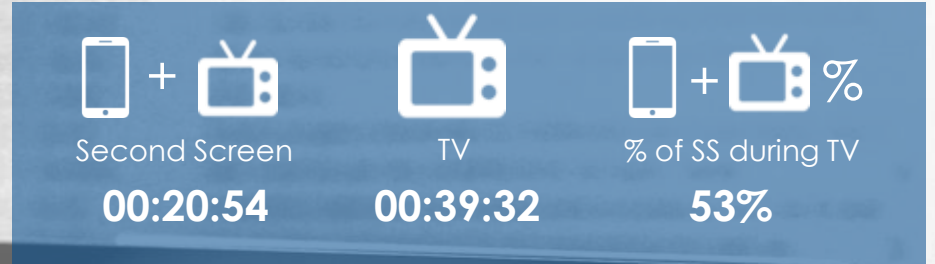 + + %
Second Screen TV % of SS during TV
00:20:54 00:39:32 53%